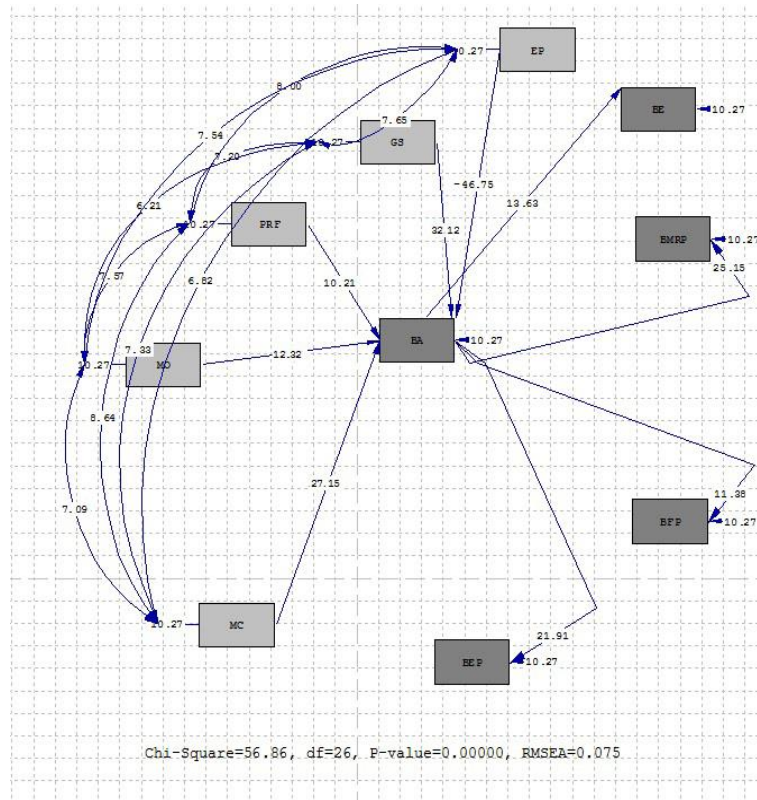 10.27 EP
8.00
BE 10.27
7.65
7.54
10.27 GS
7.20
-46.75
13.63
6.21
10.27 PRF
32.12
BMRP 10.27
25.15
7.57
6.82
10.21
BA 10.27
7.33
12.32
10.27 MO
8.64
27.15
11.38
7.09
BFP 10.27
10.27 MC
21.91
BEP 10.27
Chi-Square=56.86, df=26, P-value=0.00000, RMSEA=0.075